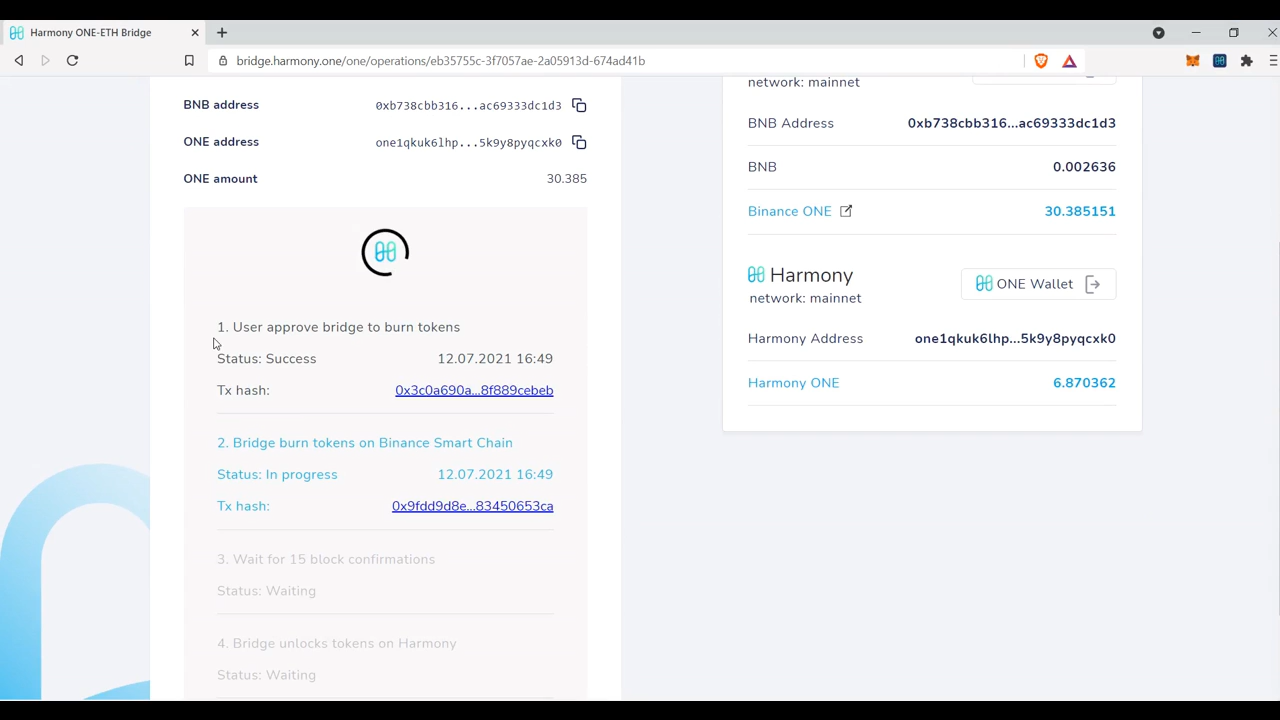 Harmony ONE-ETH Bridge
bridge.harmony.one/one/operations/eb35755c-3f7057ae-2a05913d-674ad41b
BNB address 0xb738cbb316...ac69333dc1d3
ONE address one1qkuk6lhp...5k9y8pyqcxk0
ONE amount 30.385
1. User approve bridge to burn tokens
Status: Success 12.07.2021 16:49
Tx hash: 0x3c0a690a...8f889cebeb
2. Bridge burn tokens on Binance Smart Chain
Status: In progress 12.07.2021 16:49
Tx hash: 0x9fdd9d8e...83450653ca
3. Wait for 15 block confirmations
Status: Waiting
4. Bridge unlocks tokens on Harmony
Status: Waiting
network: mainnet
BNB Address 0xb738cbb316...ac69333dc1d3
BNB 0.002636
Binance ONE 30.385151
Harmony ONE Wallet
network: mainnet
Harmony Address one1qkuk6lhp...5k9y8pyqcxk0
Harmony ONE 6.870362